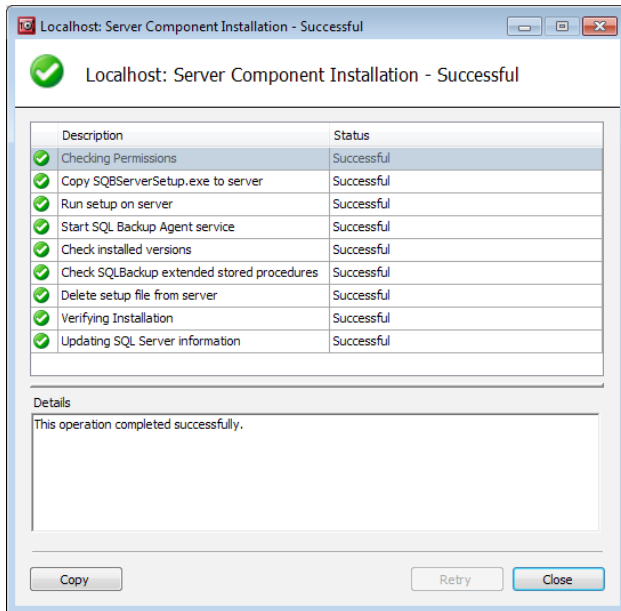 Localhost: Server Component Installation - Successful
Localhost: Server Component Installation - Successful
Description Status
Checking Permissions Successful
Copy SQBServerSetup.exe to server Successful
Run setup on server Successful
Start SQL Backup Agent service Successful
Check installed versions Successful
Check SQLBackup extended stored procedures Successful
Delete setup file from server Successful
Verifying Installation Successful
Updating SQL Server information Successful
Details
This operation completed successfully.
Copy Retry Close